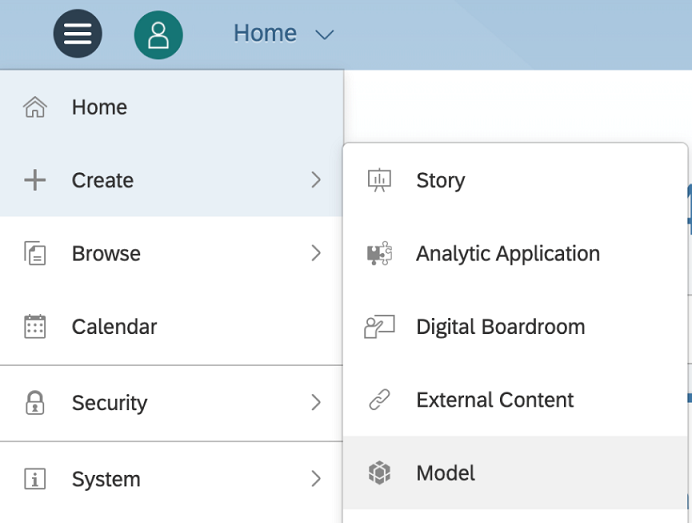 Home
Home
Create
Browse
Calendar
Security
System
Story
Analytic Application
Digital Boardroom
External Content
Model